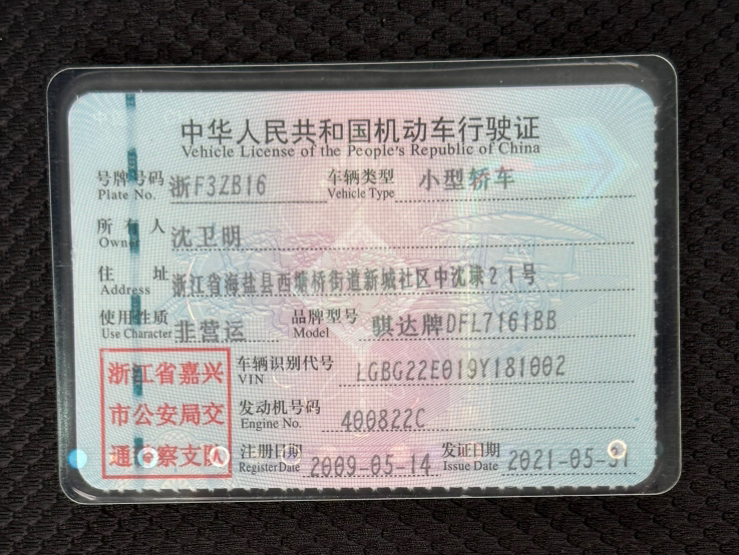 中华人民共和国机动车行驶证
Vehicle License of the People's Republic of China
号牌号码 浙F3ZB16 车辆类型 小型轿车
Plate No. Vehicle Type
所有人 沈卫明
Owner
住址 浙江省海盐县西塘桥街道新城社区中沈埭21号
Address
使用性质 非营运 品牌型号 骐达牌DFL7161BB
Use Character Model
浙江省嘉兴
市公安局交
通警察支队
车辆识别代号 LGBG22E019Y181002
VIN
发动机号码 400822C
Engine No.
注册日期 2009-05-14 发证日期 2021-05-31
Register Date Issue Date